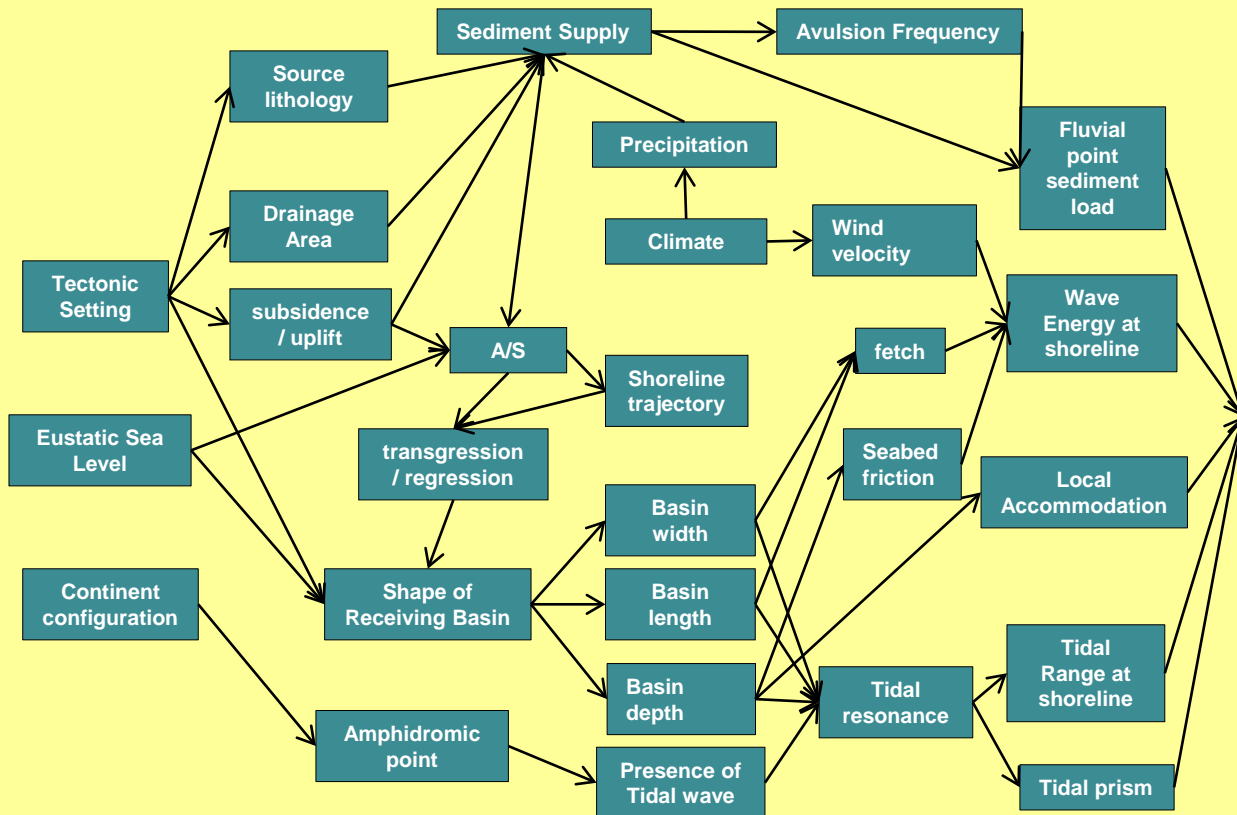 Sediment Supply
Avulsion Frequency
Source
lithology
Precipitation
Fluvial
point
sediment
load
Drainage
Area
Climate
Wind
velocity
Tectonic
Setting
subsidence
/ uplift
A/S
fetch
Wave
Energy at
shoreline
Shoreline
trajectory
Eustatic Sea
Level
transgression
/ regression
Seabed
friction
Local
Accommodation
Basin
width
Continent
configuration
Shape of
Receiving Basin
Basin
length
Tidal
Range at
shoreline
Basin
depth
Tidal
resonance
Amphidromic
point
Presence of
Tidal wave
Tidal prism